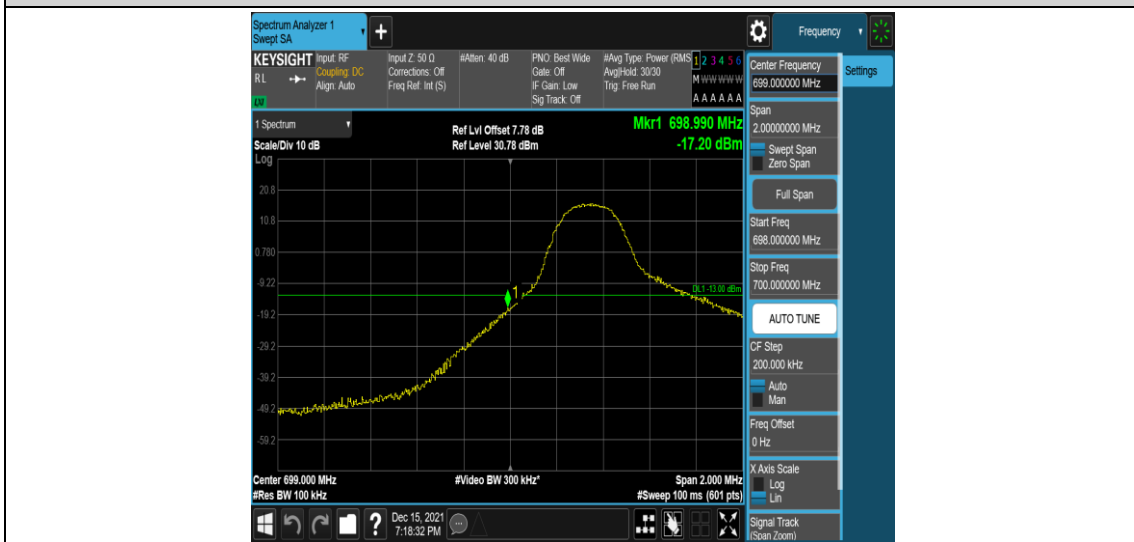 Spectrum Analyzer 1
Swept SA
+
Frequency
KEYSIGHT
RL
LXI
Input: RF
Coupling: DC
Align: Auto
Input Z: 50 Ω
Corrections: Off
Freq Ref: Int (S)
#Atten: 40 dB
PNO: Best Wide
Gate: Off
IF Gain: Low
Sig Track: Off
#Avg Type: Power (RMS
Avg|Hold: 30/30
Trig: Free Run
1 2 3 4 5 6
M W W W W W
A A A A A A
1 Spectrum
Scale/Div 10 dB
Log
Ref Lvl Offset 7.78 dB
Ref Level 30.78 dBm
Mkr1 698.990 MHz
-17.20 dBm
20.8
10.8
0.780
-9.22
-19.2
-29.2
-39.2
-49.2
-59.2
1
DL1 -13.00 dBm
Center 699.000 MHz
#Res BW 100 kHz
#Video BW 300 kHz*
Span 2.000 MHz
#Sweep 100 ms (601 pts)
?
Dec 15, 2021
7:18:32 PM
Center Frequency
699.000000 MHz
Settings
Span
2.00000000 MHz
Swept Span
Zero Span
Full Span
Start Freq
698.000000 MHz
Stop Freq
700.000000 MHz
AUTO TUNE
CF Step
200.000 kHz
Auto
Man
Freq Offset
0 Hz
X Axis Scale
Log
Lin
Signal Track
(Span Zoom)